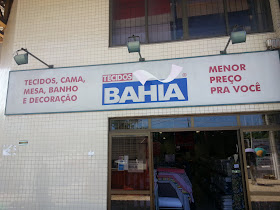 TECIDOS, CAMA,
MESA, BANHO
E DECORAÇÃO
TECIDOS
BAHIA
MENOR
PREÇO
PRA VOCÊ